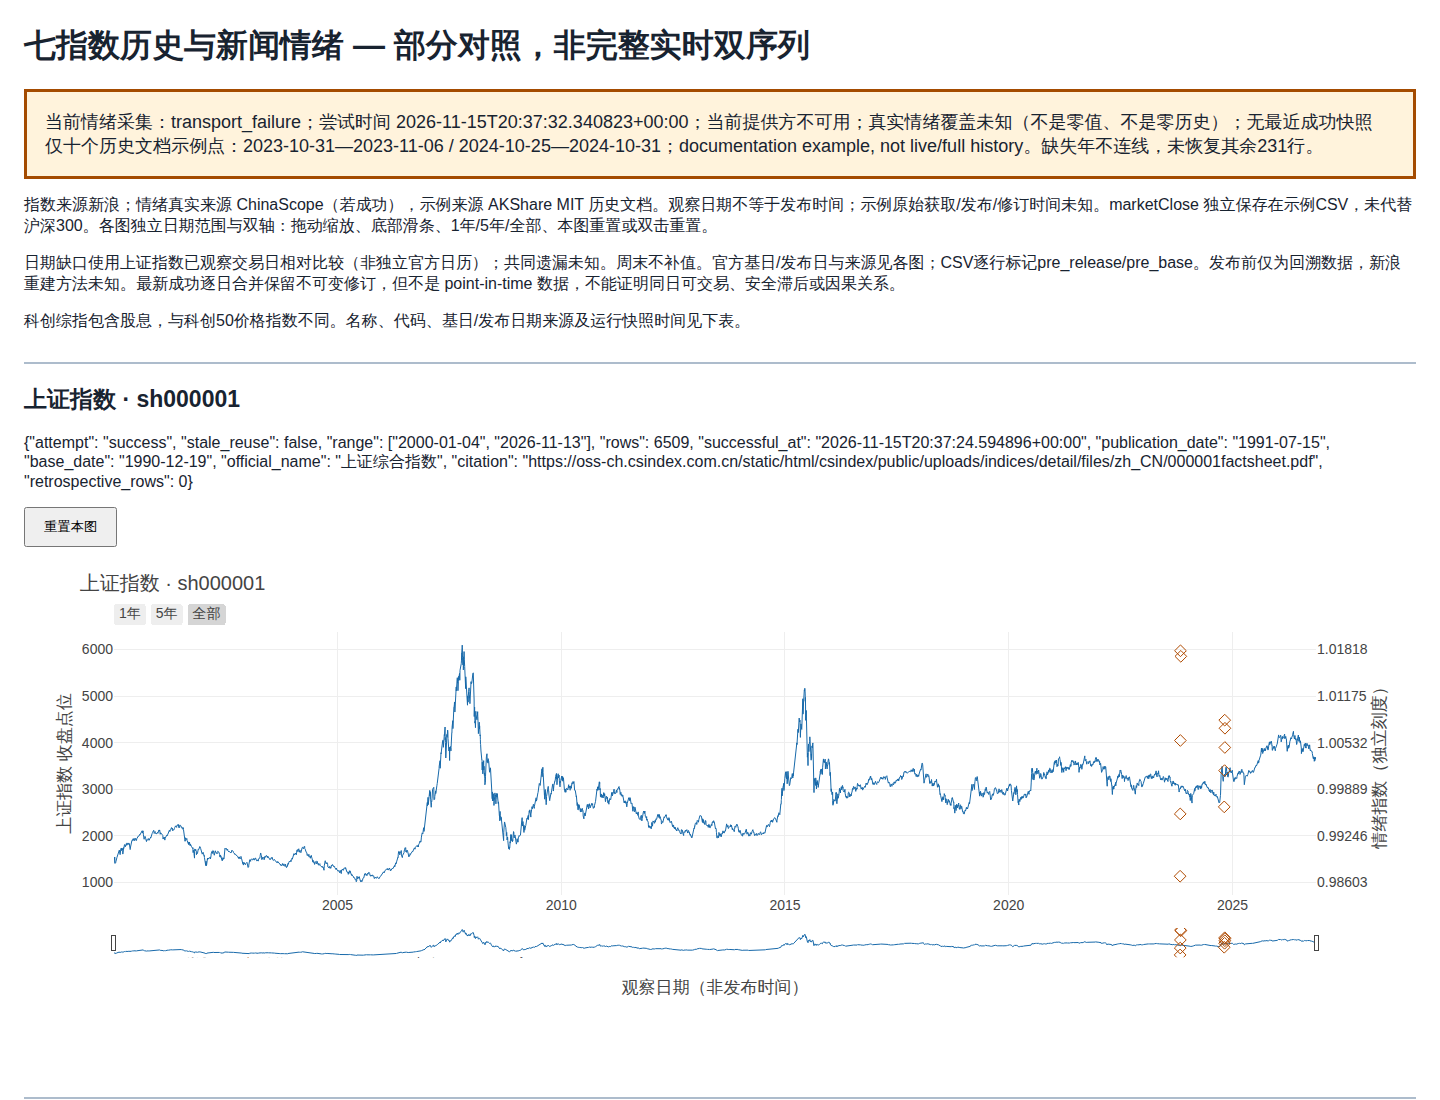 七指数历史与新闻情绪 — 部分对照，非完整实时双序列
当前情绪采集：transport_failure；尝试时间 2026-11-15T20:37:32.340823+00:00；当前提供方不可用；真实情绪覆盖未知（不是零值、不是零历史）；无最近成功快照
仅十个历史文档示例点：2023-10-31—2023-11-06 / 2024-10-25—2024-10-31；documentation example, not live/full history。缺失年不连线，未恢复其余231行。
指数来源新浪；情绪真实来源 ChinaScope（若成功），示例来源 AKShare MIT 历史文档。观察日期不等于发布时间；示例原始获取/发布/修订时间未知。marketClose 独立保存在示例CSV，未代替
沪深300。各图独立日期范围与双轴：拖动缩放、底部滑条、1年/5年/全部、本图重置或双击重置。
日期缺口使用上证指数已观察交易日相对比较（非独立官方日历）；共同遗漏未知。周末不补值。官方基日/发布日与来源见各图；CSV逐行标记pre_release/pre_base。发布前仅为回溯数据，新浪
重建方法未知。最新成功逐日合并保留不可变修订，但不是 point-in-time 数据，不能证明同日可交易、安全滞后或因果关系。
科创综指包含股息，与科创50价格指数不同。名称、代码、基日/发布日期来源及运行快照时间见下表。
上证指数 · sh000001
{"attempt": "success", "stale_reuse": false, "range": ["2000-01-04", "2026-11-13"], "rows": 6509, "successful_at": "2026-11-15T20:37:24.594896+00:00", "publication_date": "1991-07-15",
"base_date": "1990-12-19", "official_name": "上证综合指数", "citation": "https://oss-ch.csindex.com.cn/static/html/csindex/public/uploads/indices/detail/files/zh_CN/000001factsheet.pdf",
"retrospective_rows": 0}
重置本图
上证指数 · sh000001
1年 5年 全部
6000
5000
4000
3000
2000
1000
上证指数 收盘点位
1.01818
1.01175
1.00532
0.99889
0.99246
0.98603
情绪指数（独立刻度）
2005 2010 2015 2020 2025
观察日期（非发布时间）